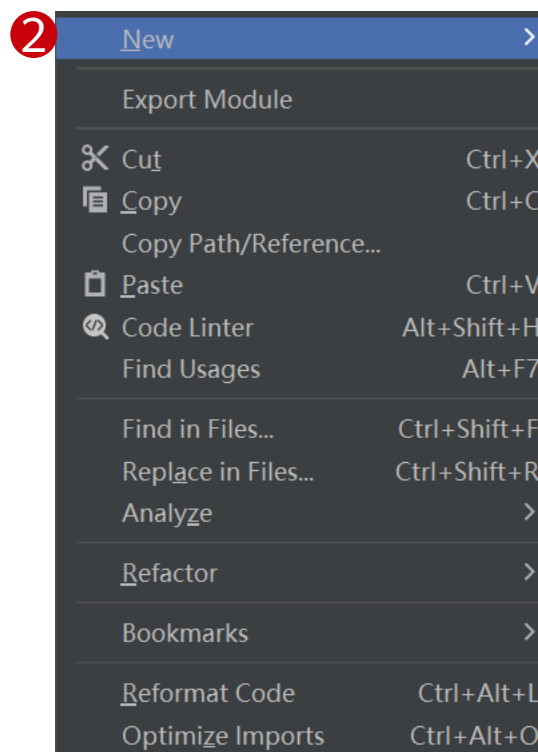 2
New
Export Module
Cut Ctrl+X
Copy Ctrl+C
Copy Path/Reference...
Paste Ctrl+V
Code Linter Alt+Shift+H
Find Usages Alt+F7
Find in Files... Ctrl+Shift+F
Replace in Files... Ctrl+Shift+R
Analyze
Refactor
Bookmarks
Reformat Code Ctrl+Alt+L
Optimize Imports Ctrl+Alt+O